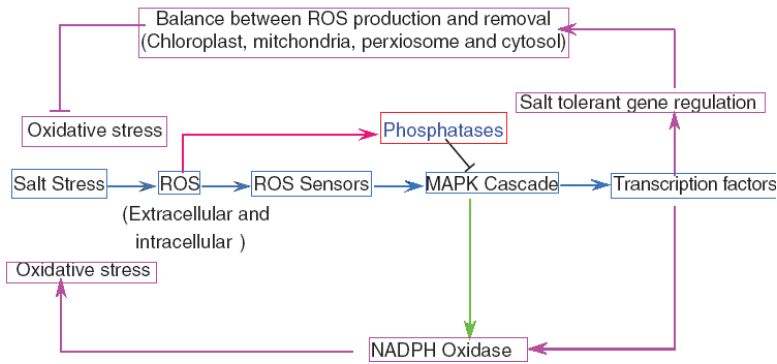 Balance between ROS production and removal
(Chloroplast, mitchondria, perxiosome and cytosol)
Salt tolerant gene regulation
Oxidative stress
Phosphatases
Salt Stress
ROS
ROS Sensors
MAPK Cascade
Transcription factors
(Extracellular and
intracellular )
Oxidative stress
NADPH Oxidase